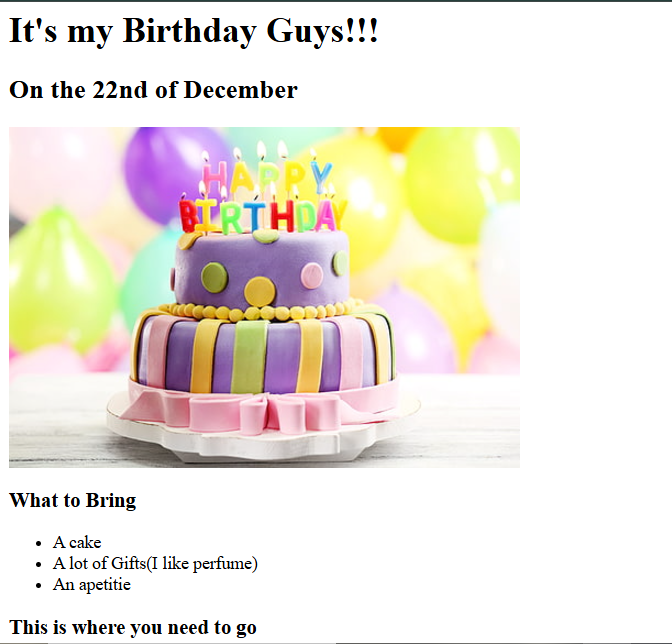 It's my Birthday Guys!!!
On the 22nd of December
HAPPY
BIRTHDAY
What to Bring
A cake
A lot of Gifts(I like perfume)
An apetitie
This is where you need to go